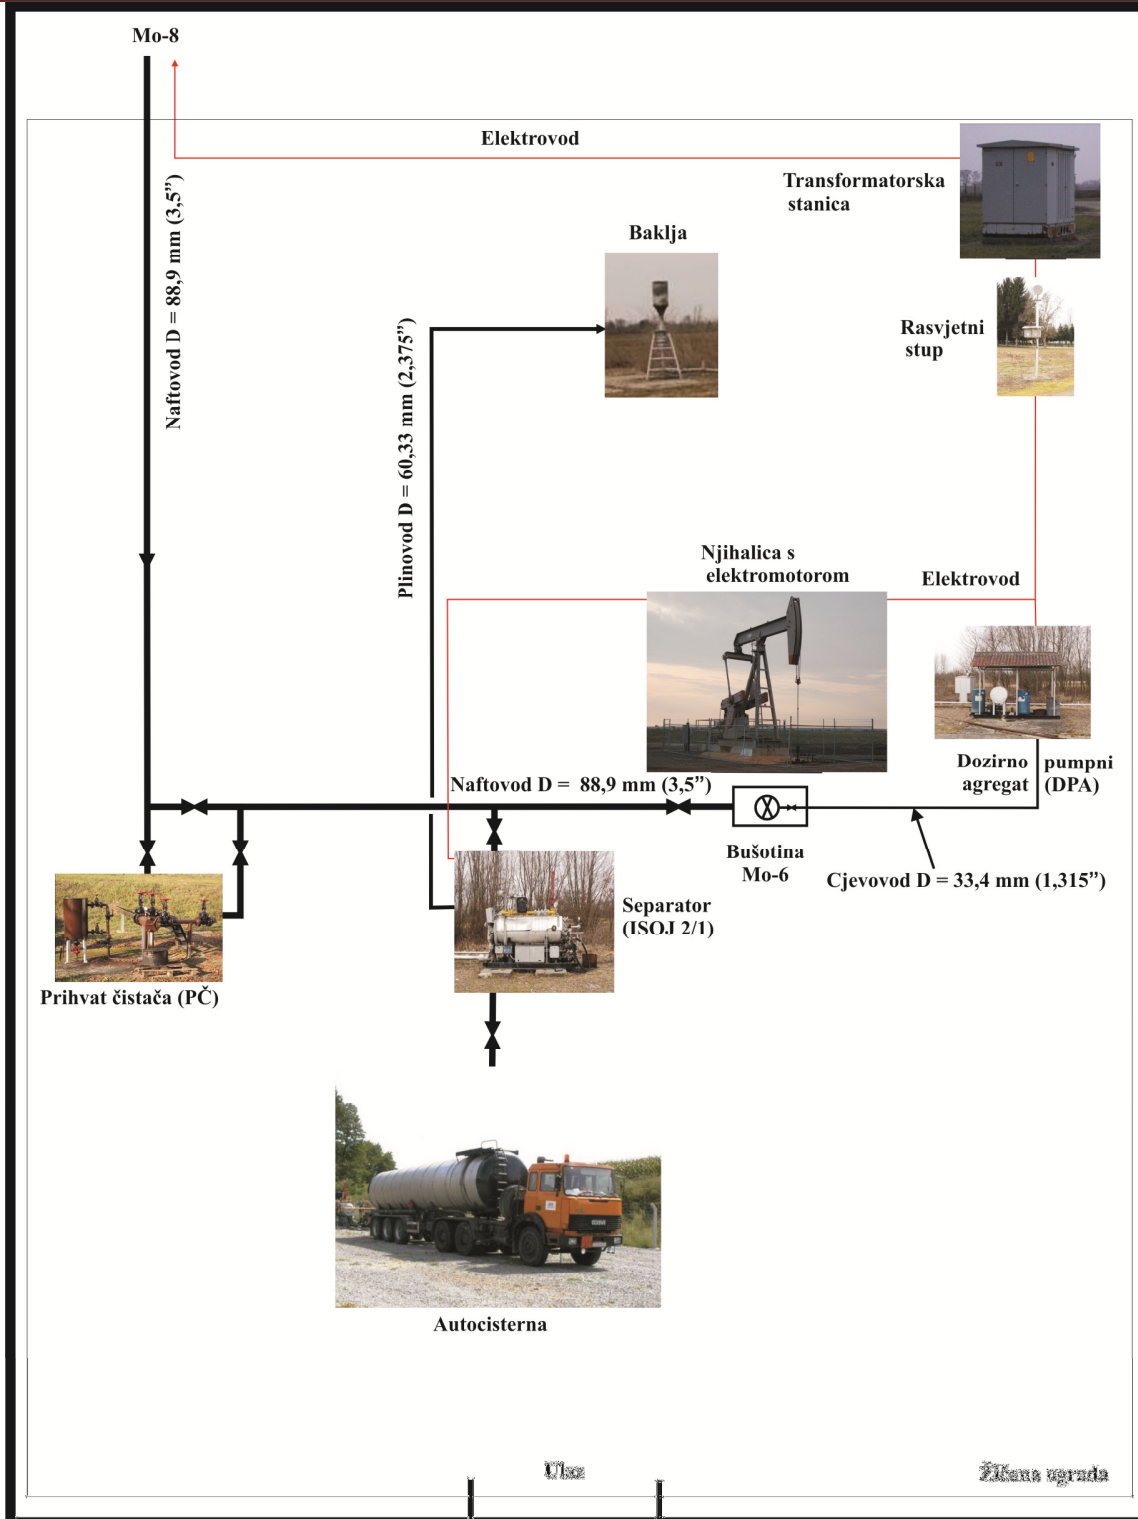 Mo-8
Elektrovod
Transformatorska
stanica
Naftovod D = 88,9 mm (3,5”)
Baklja
Rasvjetni
stup
Plinovod D = 60,33 mm (2,375”)
Njihalica s
elektromotorom
Elektrovod
Naftovod D = 88,9 mm (3,5”)
Dozirno pumpni
agregat (DPA)
Bušotina
Mo-6
Cjevovod D = 33,4 mm (1,315”)
Separator
(ISOJ 2/1)
Prihvat čistača (PČ)
Autocisterna
Ulaz
Žičana ograda